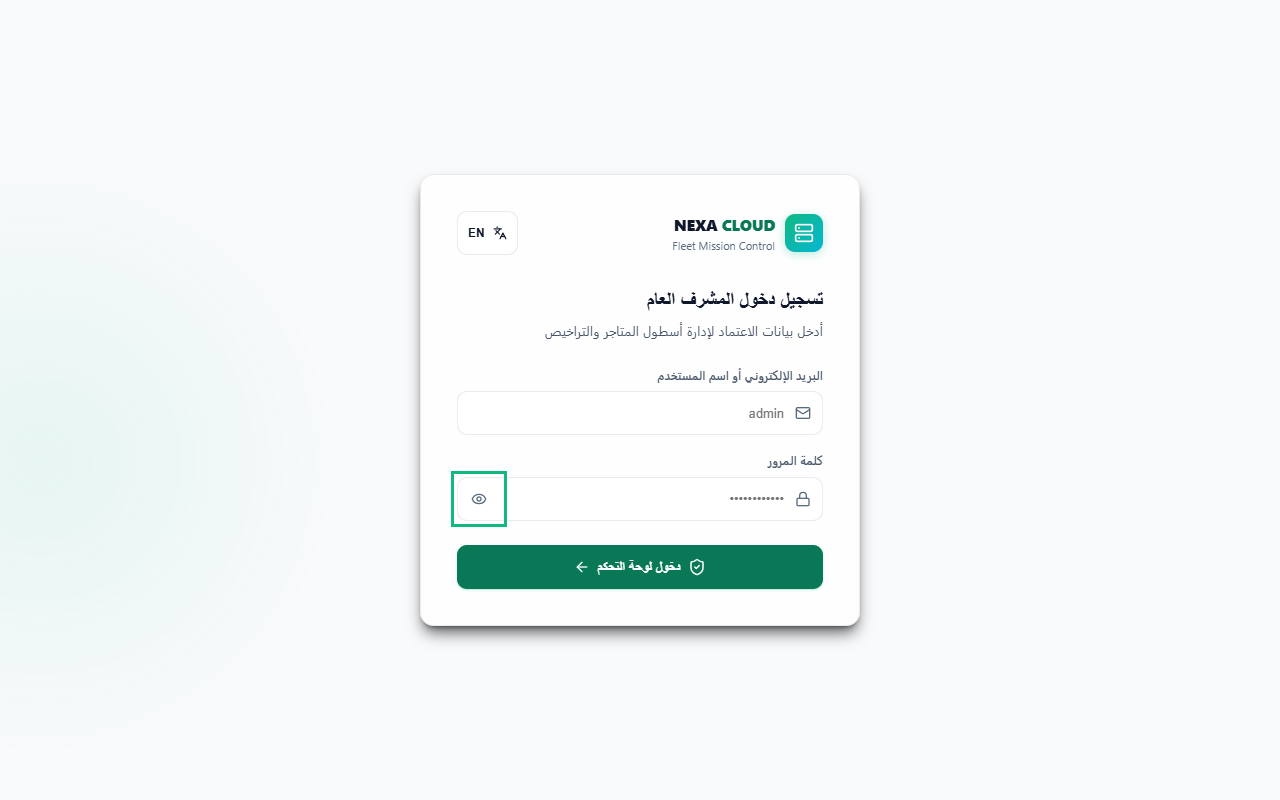 NEXA CLOUD
Fleet Mission Control
EN
تسجيل دخول المشرف العام
أدخل بيانات الاعتماد لإدارة أسطول المتاجر والتراخيص
البريد الإلكتروني أو اسم المستخدم
admin
كلمة المرور
••••••••••••
دخول لوحة التحكم